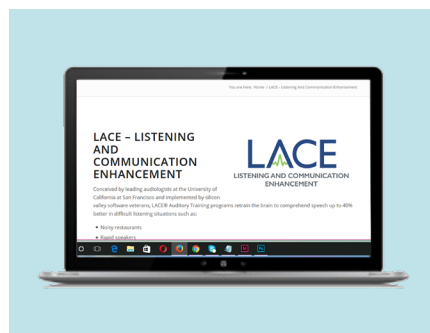 You are here: Home / LACE – Listening And Communication Enhancement
LACE – LISTENING
AND
COMMUNICATION
ENHANCEMENT
LACE
LISTENING AND COMMUNICATION
ENHANCEMENT
Conceived by leading audiologists at the University of
California at San Francisco and implemented by silicon
valley software veterans, LACE® Auditory Training programs retrain the brain to comprehend speech up to 40%
better in difficult listening situations such as:
• Noisy restaurants
• Rapid speakers